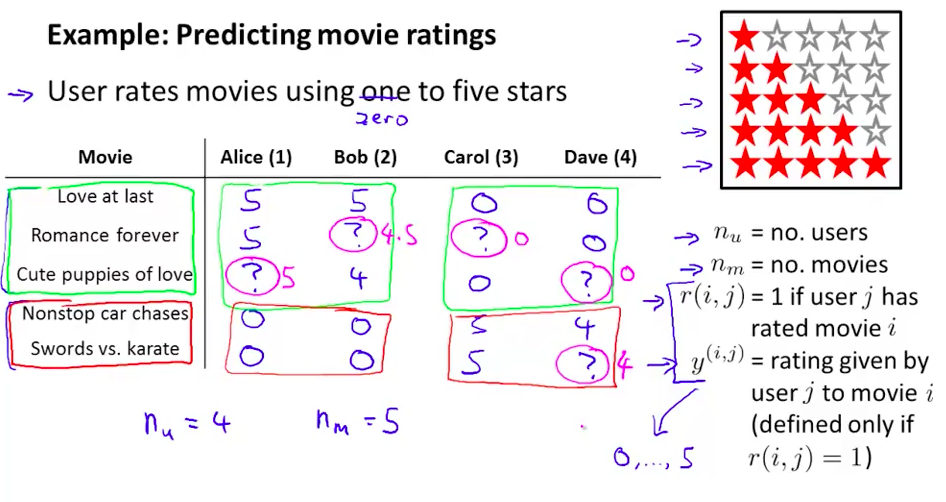 Example: Predicting movie ratings
→ User rates movies using one to five stars
zero
Movie Alice (1) Bob (2) Carol (3) Dave (4)
Love at last 5 5 0 0
Romance forever 5 ? 4.5 ? 0 0
Cute puppies of love ? 5 4 0 ? 0
Nonstop car chases 0 0 5 4
Swords vs. karate 0 0 5 ? 4
n_u = 4 n_m = 5
→ n_u = no. users
→ n_m = no. movies
→ r(i, j) = 1 if user j has
rated movie i
→ y^(i,j) = rating given by
user j to movie i
(defined only if
r(i, j) = 1)
0, ..., 5